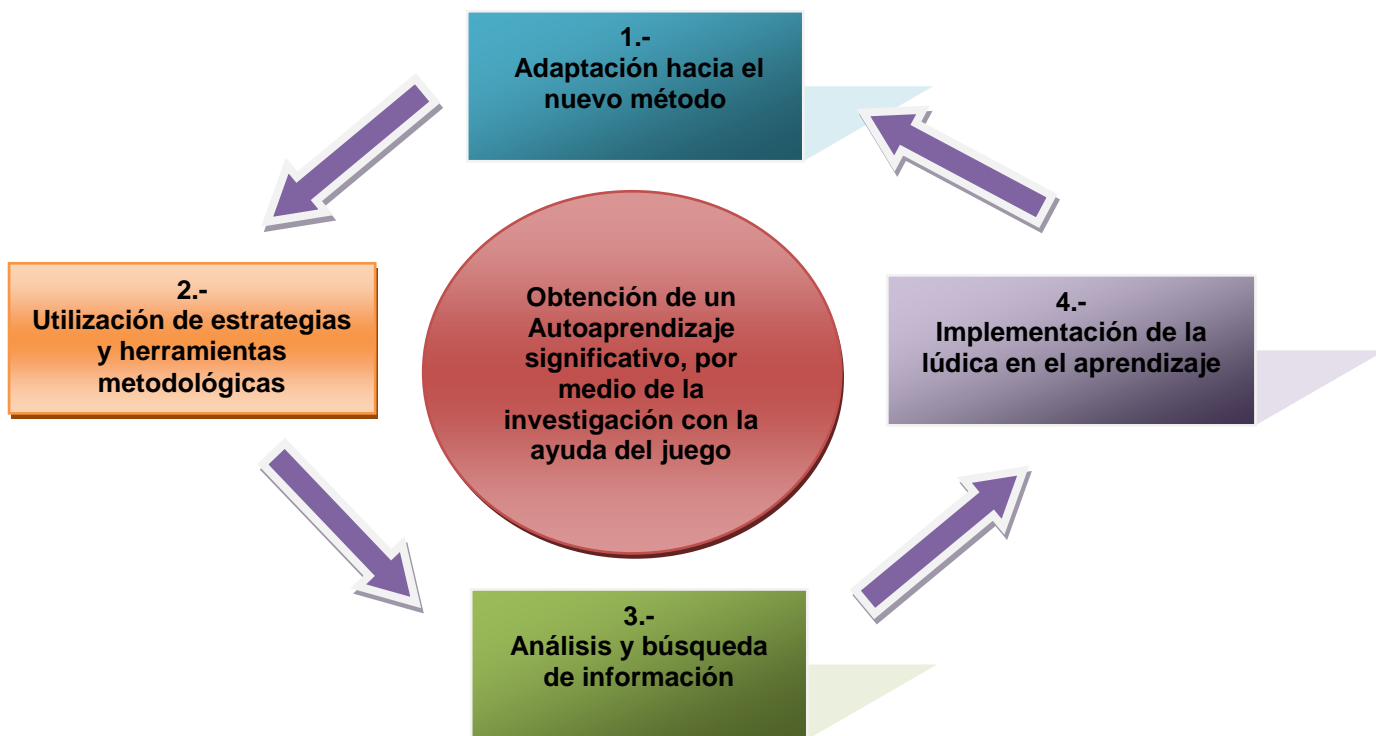 1.-
Adaptación hacia el
nuevo método
2.-
Utilización de estrategias
y herramientas
metodológicas
Obtención de un
Autoaprendizaje
significativo, por
medio de la
investigación con la
ayuda del juego
4.-
Implementación de la
lúdica en el aprendizaje
3.-
Análisis y búsqueda
de información